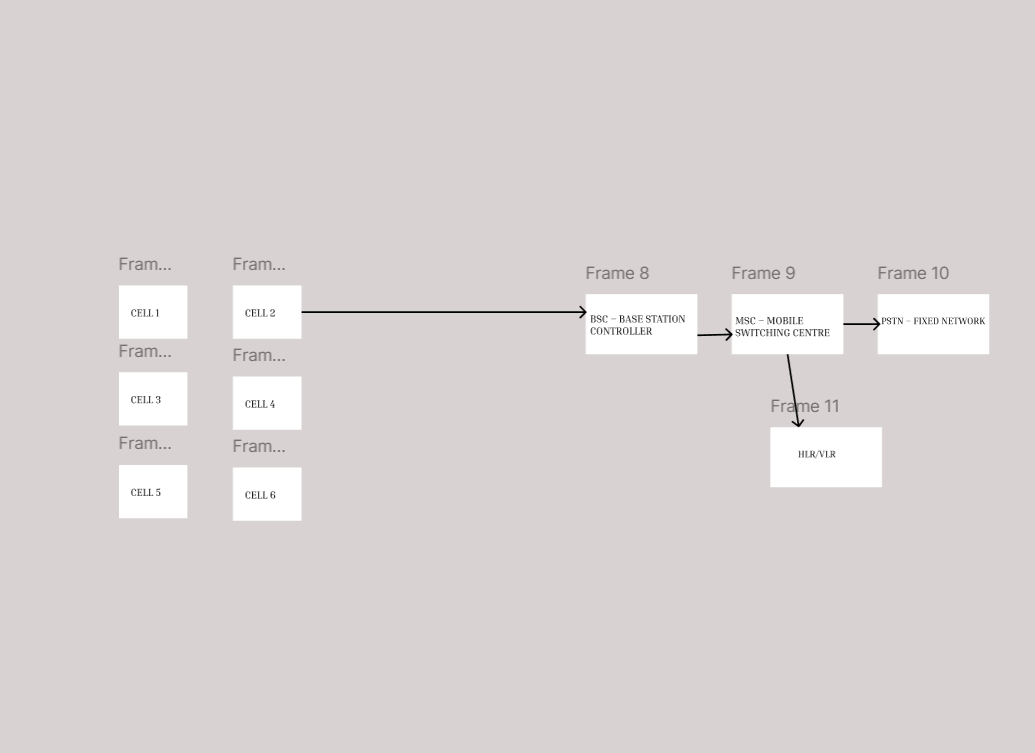 Fram...
Fram...
CELL 1
CELL 2
Fram...
Fram...
CELL 3
CELL 4
Fram...
Fram...
CELL 5
CELL 6
Frame 8
BSC – BASE STATION
CONTROLLER
Frame 9
MSC – MOBILE
SWITCHING CENTRE
Frame 10
PSTN – FIXED NETWORK
Frame 11
HLR/VLR